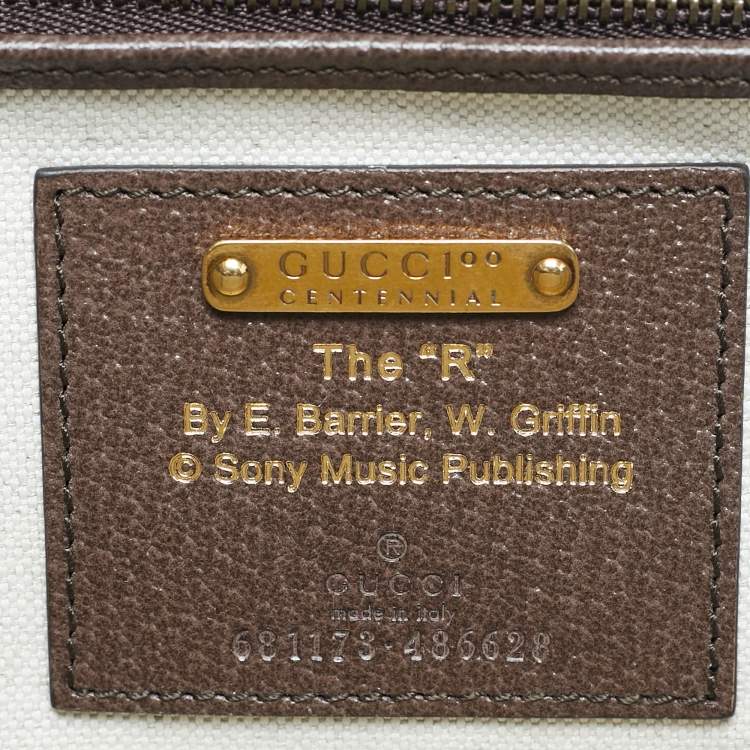 GUCCI¹⁰⁰
CENTENNIAL
The “R”
By E. Barrier, W. Griffin
© Sony Music Publishing
®
GUCCI
made in italy
681173·486628